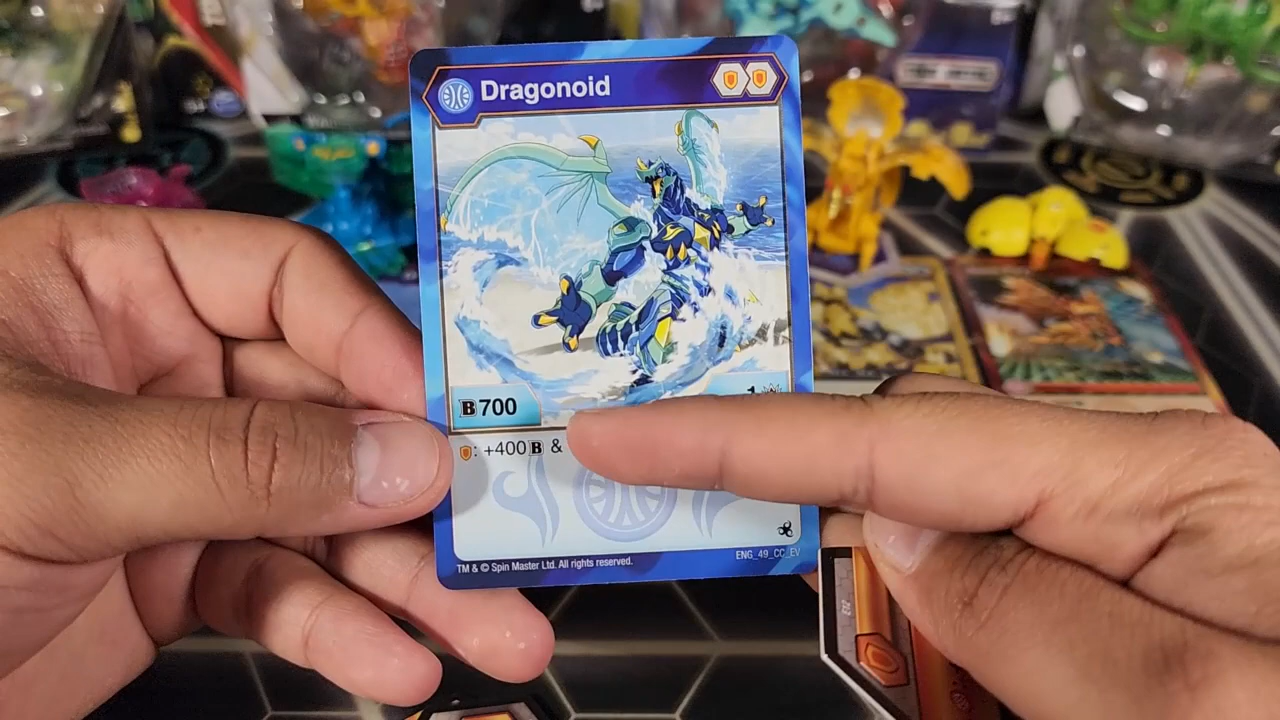 Dragonoid
B700
: +400B &
TM & © Spin Master Ltd. All rights reserved.
ENG_49_CC_EV